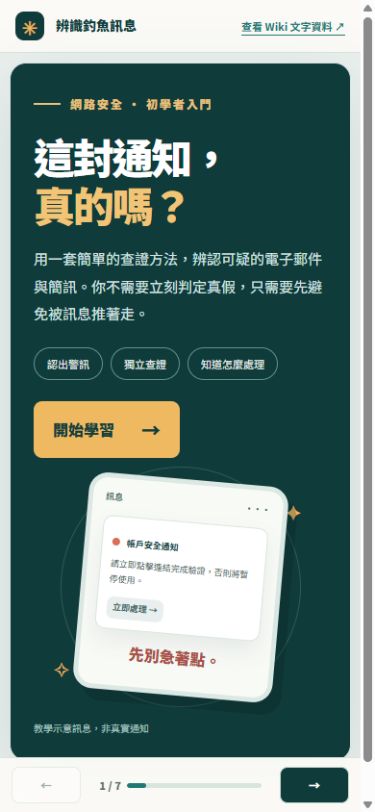 辨識釣魚訊息
查看 Wiki 文字資料 ↗
網路安全 · 初學者入門
這封通知，
真的嗎？
用一套簡單的查證方法，辨認可疑的電子郵件
與簡訊。你不需要立刻判定真假，只需要先避
免被訊息推著走。
認出警訊 獨立查證 知道怎麼處理
開始學習 →
訊息 ···
帳戶安全通知
請立即點擊連結完成驗證，否則將暫
停使用。
立即處理 →
先別急著點。
教學示意訊息，非真實通知
← 1 / 7 →